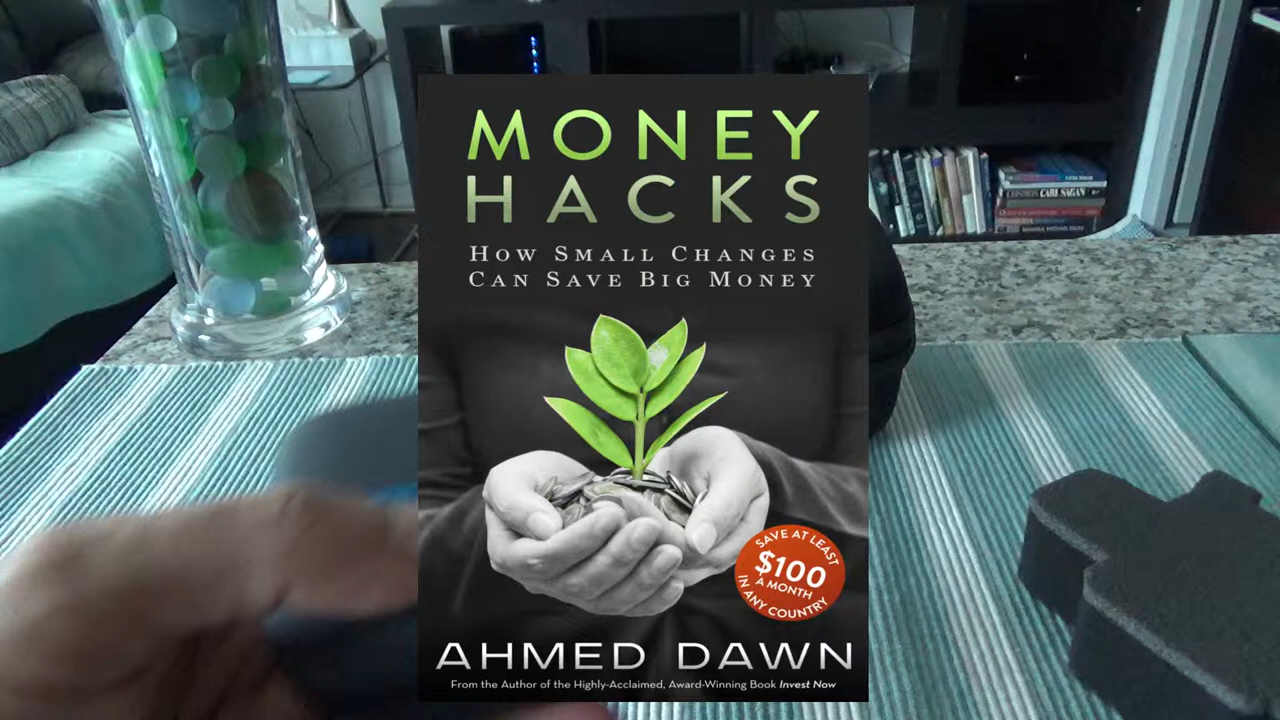 MONEY
HACKS
HOW SMALL CHANGES
CAN SAVE BIG MONEY
SAVE AT LEAST
$100
A MONTH
IN ANY COUNTRY
AHMED DAWN
From the Author of the Highly-Acclaimed, Award-Winning Book Invest Now
COSMOS CARL SAGAN